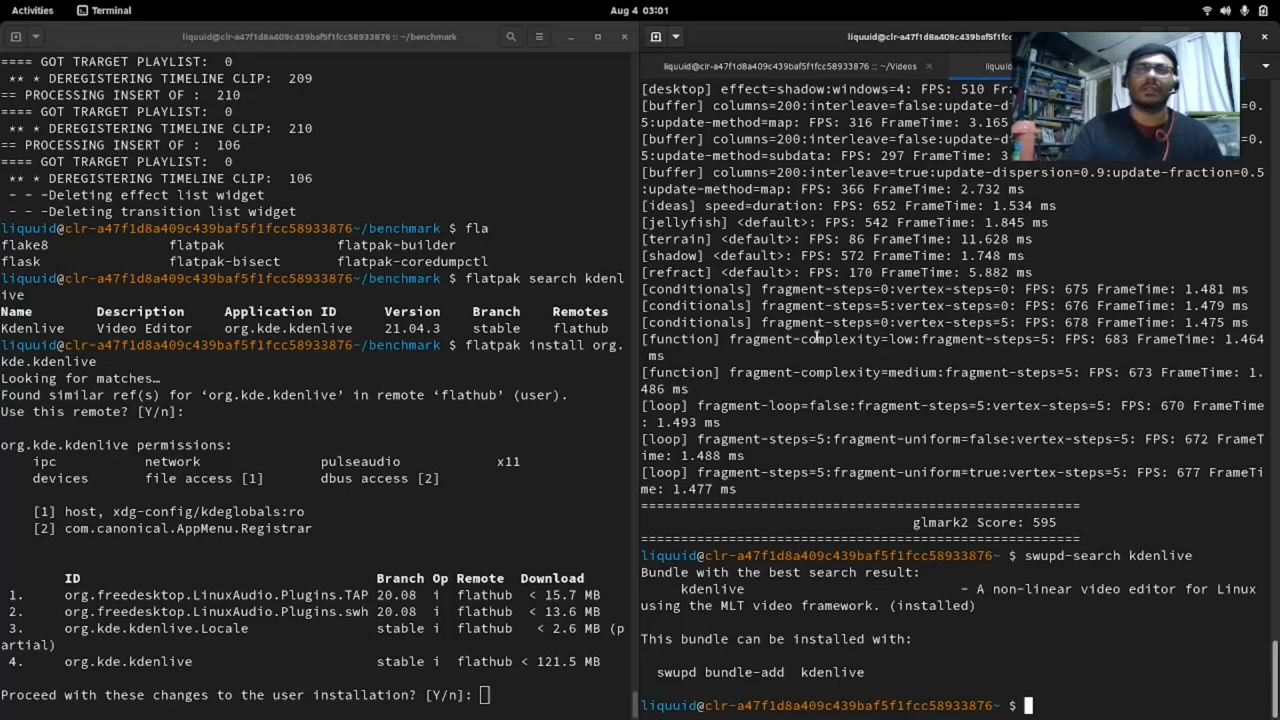 Activities Terminal Aug 4 03:01
liquuid@clr-a47f1d8a409c439baf5f1fcc58933876:~/benchmark
==== GOT TRARGET PLAYLIST: 0
** * DEREGISTERING TIMELINE CLIP: 209
== PROCESSING INSERT OF : 210
==== GOT TRARGET PLAYLIST: 0
** * DEREGISTERING TIMELINE CLIP: 210
== PROCESSING INSERT OF : 106
==== GOT TRARGET PLAYLIST: 0
** * DEREGISTERING TIMELINE CLIP: 106
- - -Deleting effect list widget
- - -Deleting transition list widget
liquuid@clr-a47f1d8a409c439baf5f1fcc58933876~/benchmark $ fla
flake8 flatpak flatpak-builder
flask flatpak-bisect flatpak-coredumpctl
liquuid@clr-a47f1d8a409c439baf5f1fcc58933876~/benchmark $ flatpak search kdenl
ive
Name Description Application ID Version Branch Remotes
Kdenlive Video Editor org.kde.kdenlive 21.04.3 stable flathub
liquuid@clr-a47f1d8a409c439baf5f1fcc58933876~/benchmark $ flatpak install org.
kde.kdenlive
Looking for matches…
Found similar ref(s) for ‘org.kde.kdenlive’ in remote ‘flathub’ (user).
Use this remote? [Y/n]:
org.kde.kdenlive permissions:
ipc network pulseaudio x11
devices file access [1] dbus access [2]
[1] host, xdg-config/kdeglobals:ro
[2] com.canonical.AppMenu.Registrar
ID Branch Op Remote Download
1. org.freedesktop.LinuxAudio.Plugins.TAP 20.08 i flathub < 15.7 MB
2. org.freedesktop.LinuxAudio.Plugins.swh 20.08 i flathub < 13.6 MB
3. org.kde.kdenlive.Locale stable i flathub < 2.6 MB (p
artial)
4. org.kde.kdenlive stable i flathub < 121.5 MB
Proceed with these changes to the user installation? [Y/n]:
liquuid@clr-a47f1d8a409c439baf5f1fcc
liquuid@clr-a47f1d8a409c439baf5f1fcc58933876:~/Videos liquu
[desktop] effect=shadow:windows=4: FPS: 510
[buffer] columns=200:interleave=false:update-d
5:update-method=map: FPS: 316 FrameTime: 3.165
[buffer] columns=200:interleave=false:update-d
5:update-method=subdata: FPS: 297 FrameTime: 3
[buffer] columns=200:interleave=true:update-dispersion=0.9:update-fraction=0.5
:update-method=map: FPS: 366 FrameTime: 2.732 ms
[ideas] speed=duration: FPS: 652 FrameTime: 1.534 ms
[jellyfish] <default>: FPS: 542 FrameTime: 1.845 ms
[terrain] <default>: FPS: 86 FrameTime: 11.628 ms
[shadow] <default>: FPS: 572 FrameTime: 1.748 ms
[refract] <default>: FPS: 170 FrameTime: 5.882 ms
[conditionals] fragment-steps=0:vertex-steps=0: FPS: 675 FrameTime: 1.481 ms
[conditionals] fragment-steps=5:vertex-steps=0: FPS: 676 FrameTime: 1.479 ms
[conditionals] fragment-steps=0:vertex-steps=5: FPS: 678 FrameTime: 1.475 ms
[function] fragment-complexity=low:fragment-steps=5: FPS: 683 FrameTime: 1.464
ms
[function] fragment-complexity=medium:fragment-steps=5: FPS: 673 FrameTime: 1.
486 ms
[loop] fragment-loop=false:fragment-steps=5:vertex-steps=5: FPS: 670 FrameTime
: 1.493 ms
[loop] fragment-steps=5:fragment-uniform=false:vertex-steps=5: FPS: 672 FrameT
ime: 1.488 ms
[loop] fragment-steps=5:fragment-uniform=true:vertex-steps=5: FPS: 677 FrameTi
me: 1.477 ms
=======================================================
glmark2 Score: 595
=======================================================
liquuid@clr-a47f1d8a409c439baf5f1fcc58933876~ $ swupd-search kdenlive
Bundle with the best search result:
kdenlive - A non-linear video editor for Linux
using the MLT video framework. (installed)
This bundle can be installed with:
swupd bundle-add kdenlive
liquuid@clr-a47f1d8a409c439baf5f1fcc58933876~ $